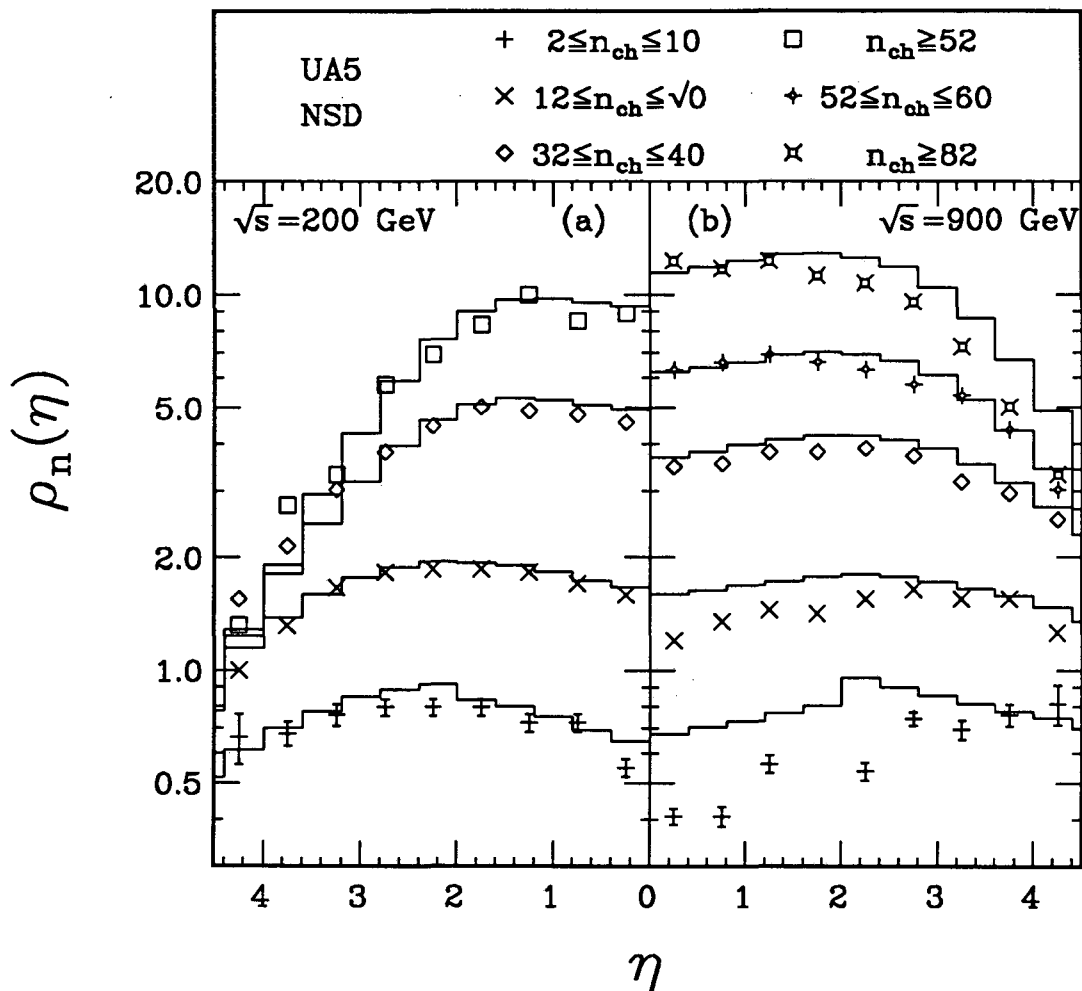 UA5
NSD
+ 2≤n_ch≤10
□ n_ch≥52
× 12≤n_ch≤√0
✧ 52≤n_ch≤60
◇ 32≤n_ch≤40
¤ n_ch≥82
√s=200 GeV (a)
(b) √s=900 GeV
20.0
10.0
5.0
2.0
1.0
0.5
ρ_n(η)
4 3 2 1 0 1 2 3 4
η